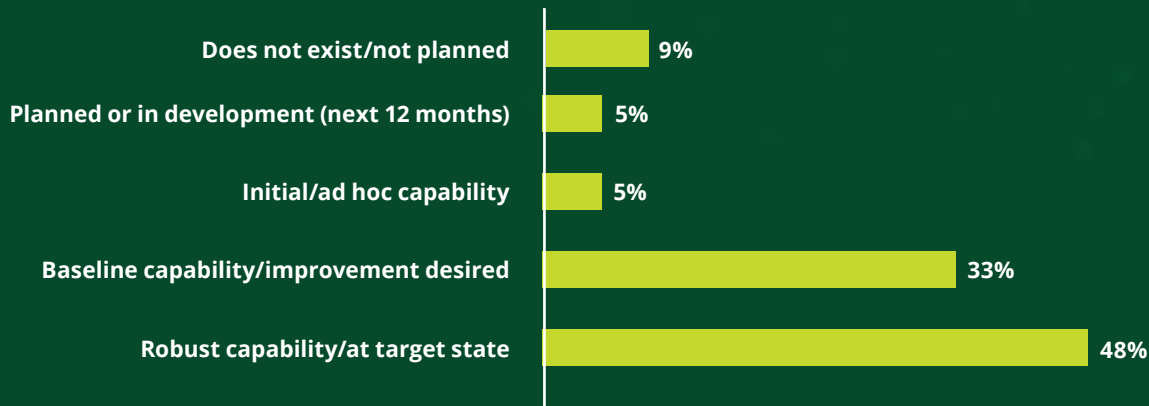 Does not exist/not planned 9%
Planned or in development (next 12 months) 5%
Initial/ad hoc capability 5%
Baseline capability/improvement desired 33%
Robust capability/at target state 48%